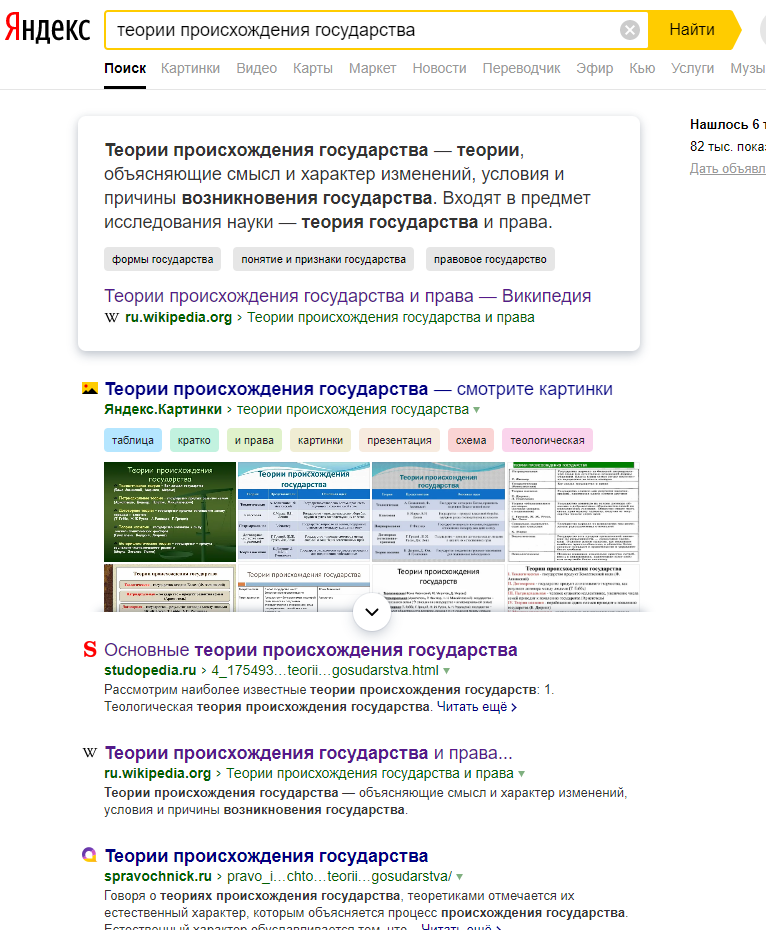 Яндекс
теории происхождения государства
Найти
Поиск Картинки Видео Карты Маркет Новости Переводчик Эфир Кью Услуги Музы
Нашлось 6 т
82 тыс. пока
Дать объявл
Теории происхождения государства — теории,
объясняющие смысл и характер изменений, условия и
причины возникновения государства. Входят в предмет
исследования науки — теория государства и права.
формы государства понятие и признаки государства правовое государство
Теории происхождения государства и права — Википедия
W ru.wikipedia.org › Теории происхождения государства и права
Теории происхождения государства — смотрите картинки
Яндекс.Картинки › теории происхождения государства
таблица кратко и права картинки презентация схема теологическая
Теории происхождения
государства
Теории происхождения
государства
Теории происхождения
государства
Теории происхождения государства
Теории происхождения государства
Теории происхождения
государств
Теории происхождения государства
S Основные теории происхождения государства
studopedia.ru › 4_175493...teorii...gosudarstva.html
Рассмотрим наиболее известные теории происхождения государств: 1.
Теологическая теория происхождения государства. Читать ещё >
W Теории происхождения государства и права...
ru.wikipedia.org › Теории происхождения государства и права
Теории происхождения государства — объясняющие смысл и характер изменений,
условия и причины возникновения государства.
Теории происхождения государства
spravochnick.ru › pravo_i...chto...teorii...gosudarstva/
Говоря о теориях происхождения государства, теоретиками отмечается их
естественный характер, которым объясняется процесс происхождения государства.
Естественный характер обуславливается тем, что... Читать ещё >